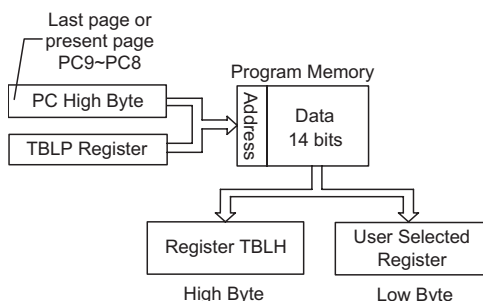 Last page or
present page
PC9~PC8
Program Memory
PC High Byte
TBLP Register
Address
Data
14 bits
Register TBLH
User Selected
Register
High Byte
Low Byte